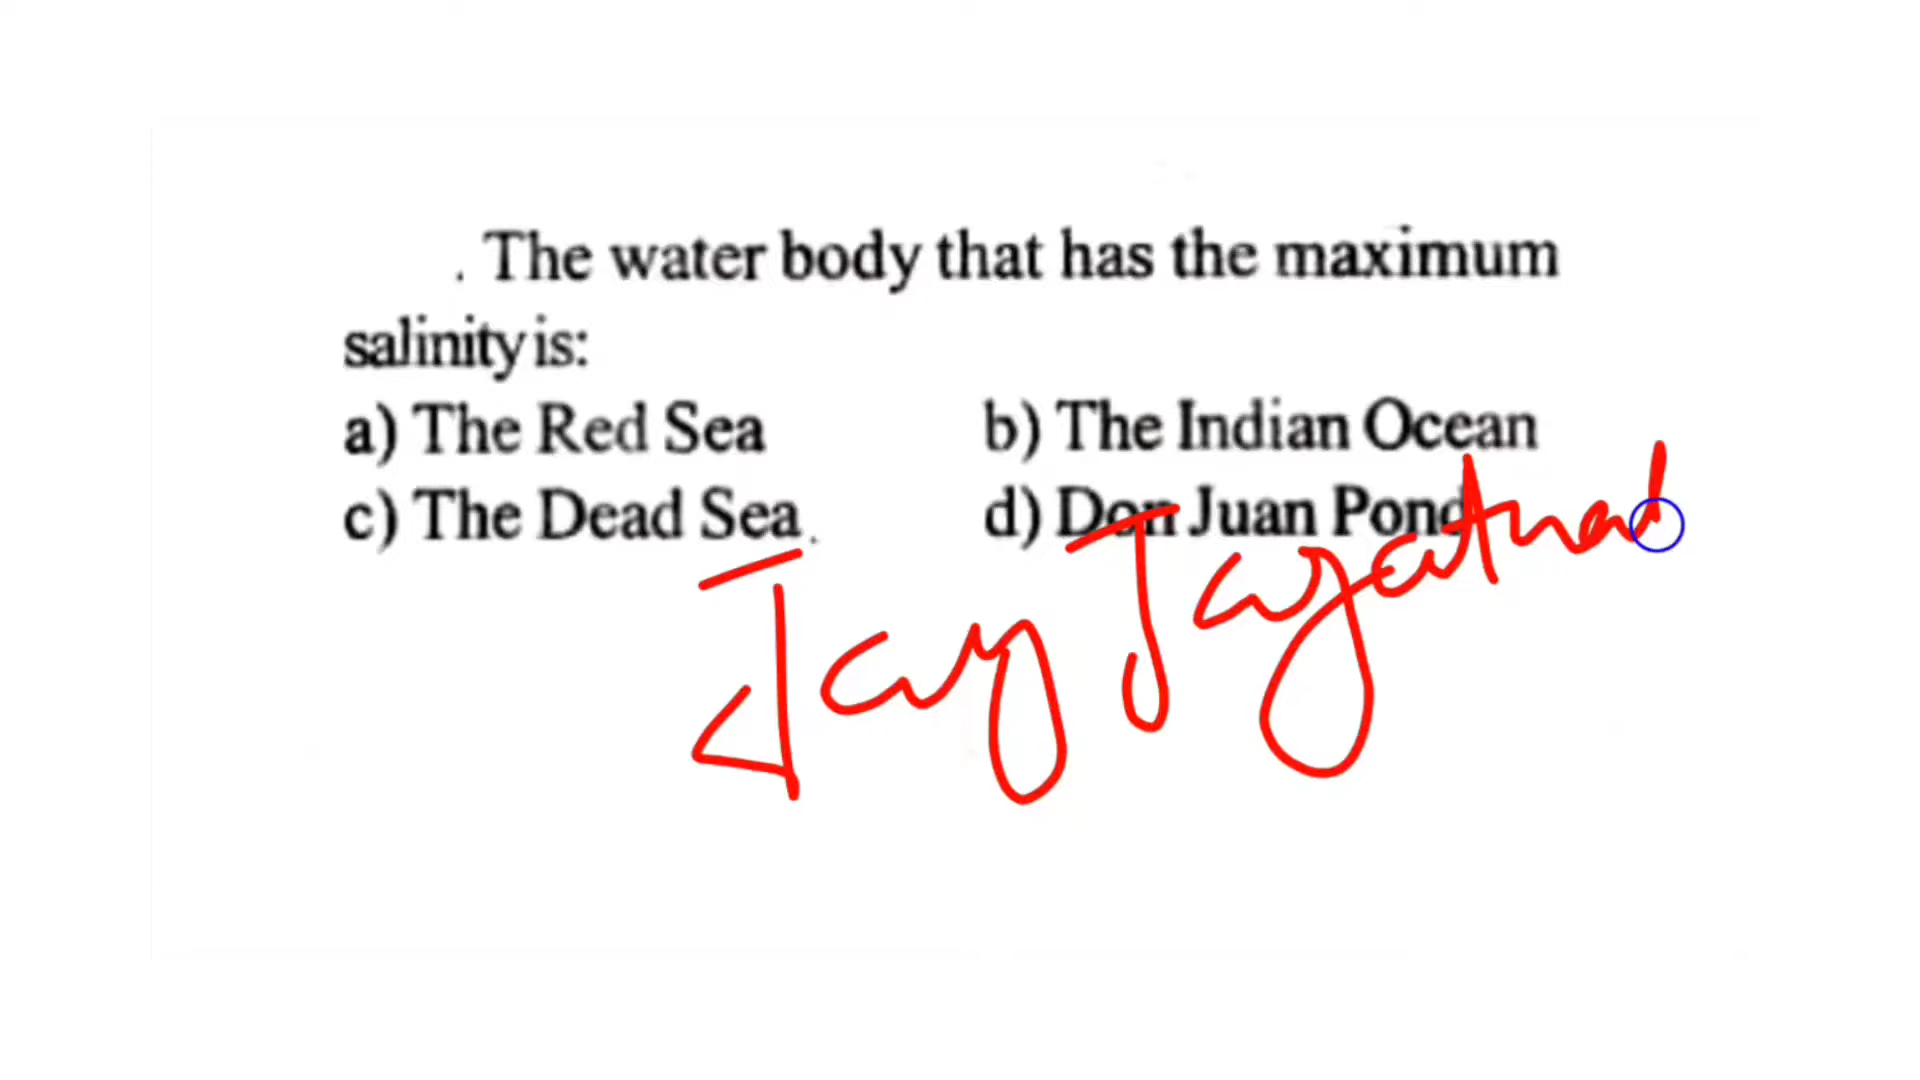 . The water body that has the maximum
salinity is:
a) The Red Sea b) The Indian Ocean
c) The Dead Sea. d) Don Juan Pond
Jay